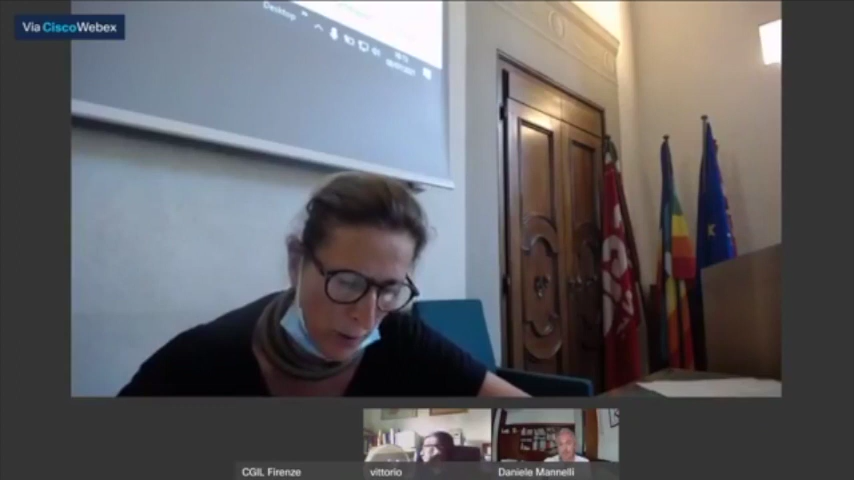 Via CiscoWebex
Desktop
CGIL Firenze
vittorio
Daniele Mannelli